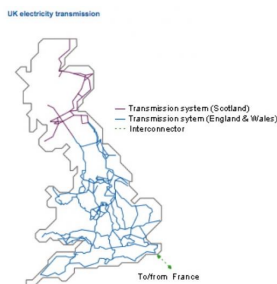 UK electricity transmission
Transmission system (Scotland)
Transmission sytem (England & Wales)
Interconnector
To/from France